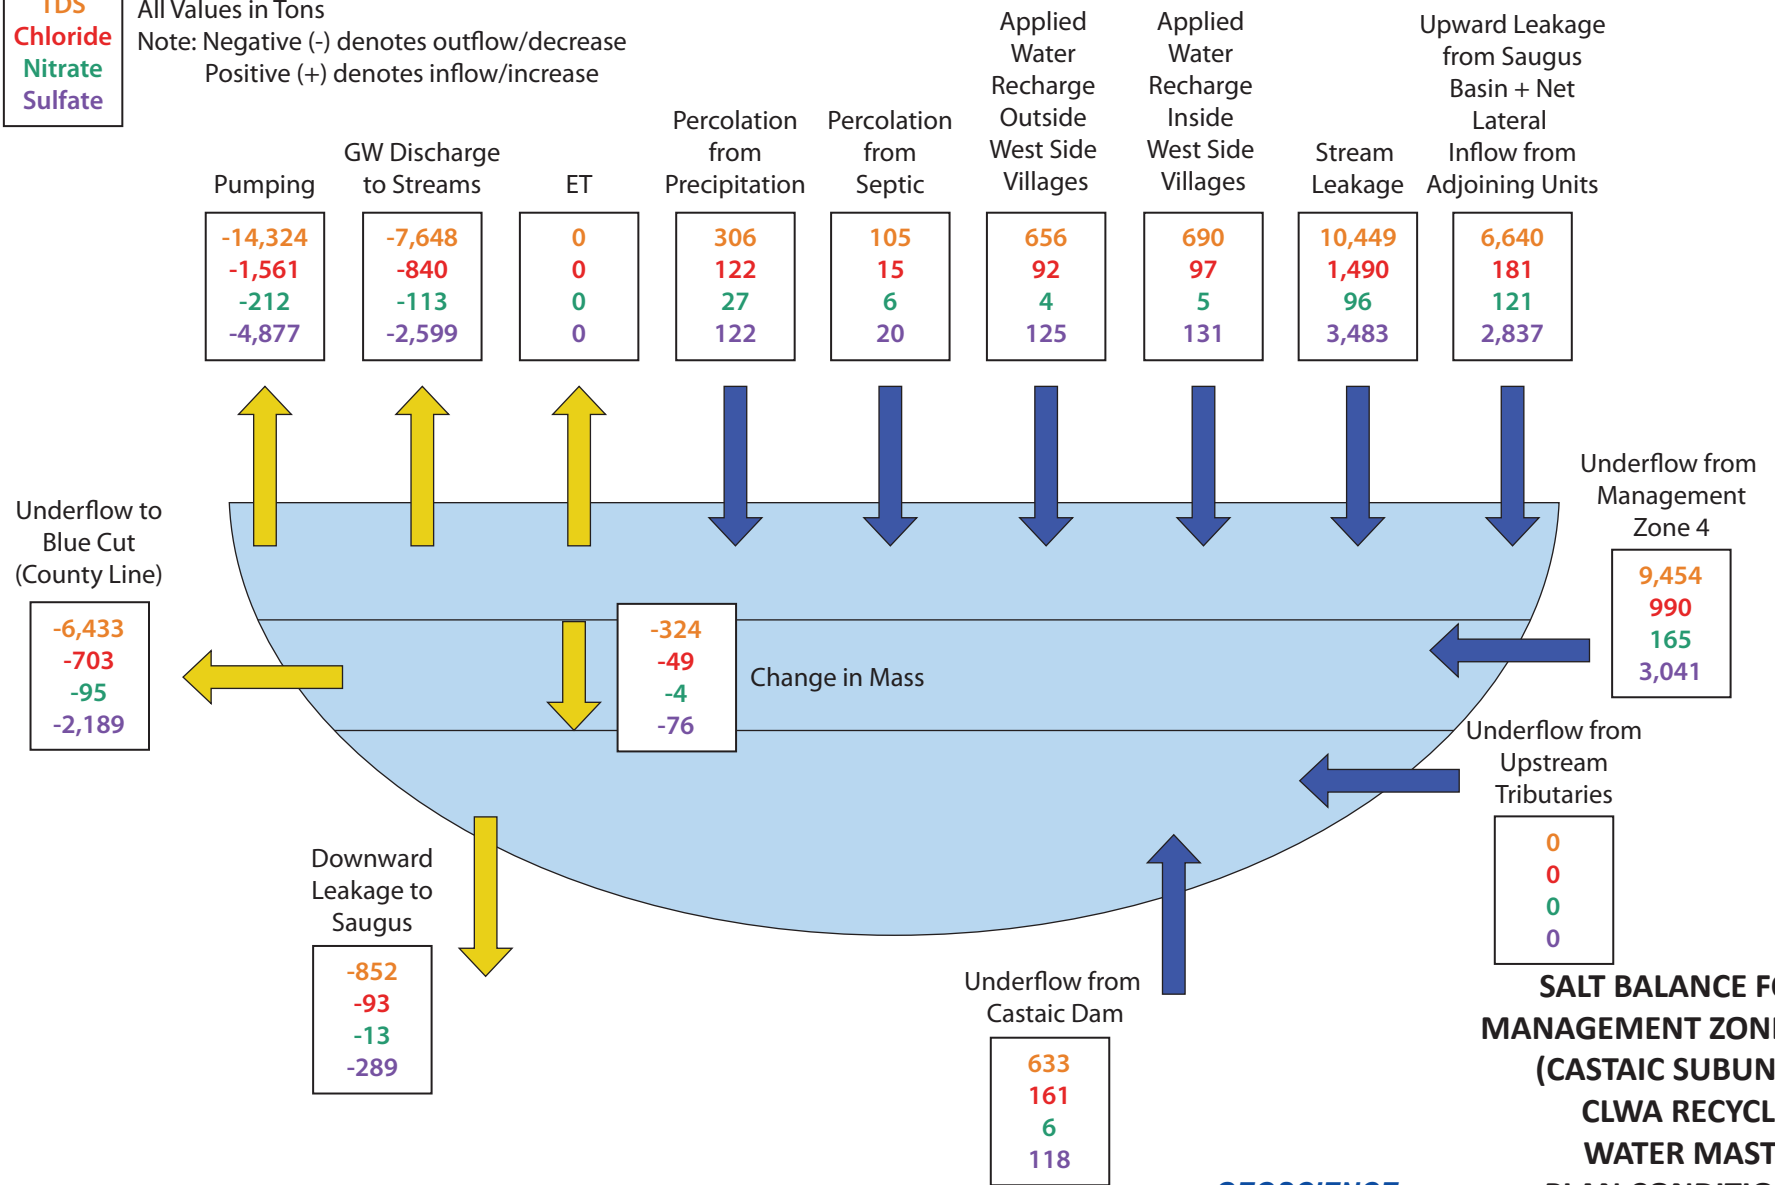 TDS
Chloride
Nitrate
Sulfate
All Values in Tons
Note: Negative (-) denotes outflow/decrease
Positive (+) denotes inflow/increase
Pumping
-14,324
-1,561
-212
-4,877
GW Discharge
to Streams
-7,648
-840
-113
-2,599
ET
0
0
0
0
Percolation
from
Precipitation
306
122
27
122
Percolation
from
Septic
105
15
6
20
Applied
Water
Recharge
Outside
West Side
Villages
656
92
4
125
Applied
Water
Recharge
Inside
West Side
Villages
690
97
5
131
Stream
Leakage
10,449
1,490
96
3,483
Upward Leakage
from Saugus
Basin + Net
Lateral
Inflow from
Adjoining Units
6,640
181
121
2,837
Underflow to
Blue Cut
(County Line)
-6,433
-703
-95
-2,189
-324
-49
-4
-76
Change in Mass
Underflow from
Management
Zone 4
9,454
990
165
3,041
Underflow from
Upstream
Tributaries
0
0
0
0
Downward
Leakage to
Saugus
-852
-93
-13
-289
Underflow from
Castaic Dam
633
161
6
118
SALT BALANCE
MANAGEMENT
(CASTAIC
CLWA
WATER
PLAN
GEOSCIENCE